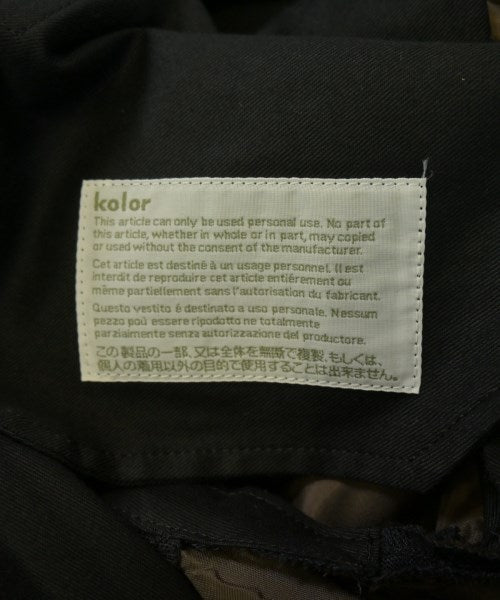 kolor
This article can only be used personal use. No part of
this article, whether in whole or in part, may copied
or used without the consent of the manufacturer.
Cet article est destiné à un usage personnel. Il est
interdit de reproduire cet article entiérement ou
même partiellement sans l'autorisation du fabricant.
Questo vestito é destinato a uso personale. Nessum
pezzo poù essere ripodotto ne totalmente
parzialmente senza autorizzazione del productore.
この製品の一部、又は全体を無断で複製、もしくは、
個人の着用以外の目的で使用することは出来ません。